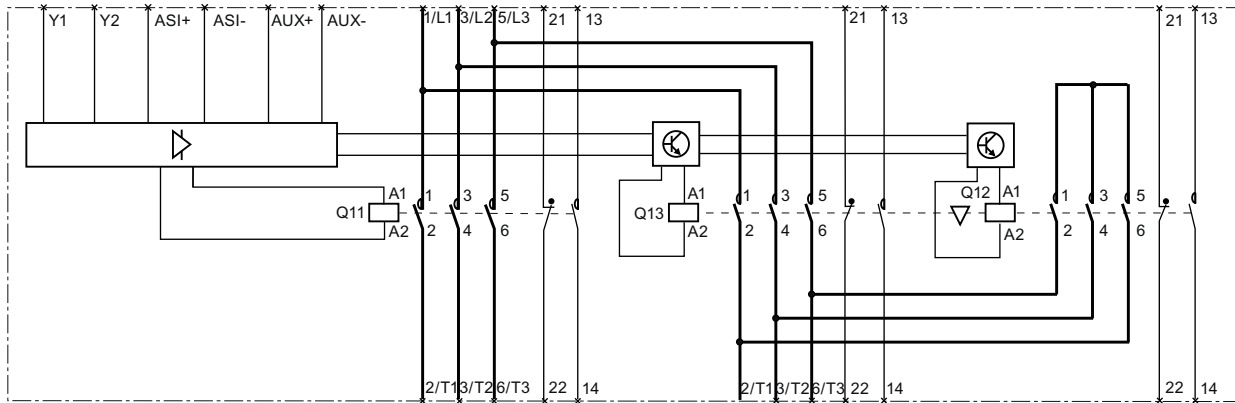 Y1 Y2 ASI+ ASI- AUX+ AUX- 1/L1 3/L2 5/L3 21 13 21 13 21 13
A1 1 3 5 A1 1 3 5 Q12 A1 1 3 5
Q11 Q13
A2 2 4 6 A2 2 4 6 A2 2 4 6
2/T1 3/T2 6/T3 22 14 2/T1 3/T2 6/T3 22 14 22 14